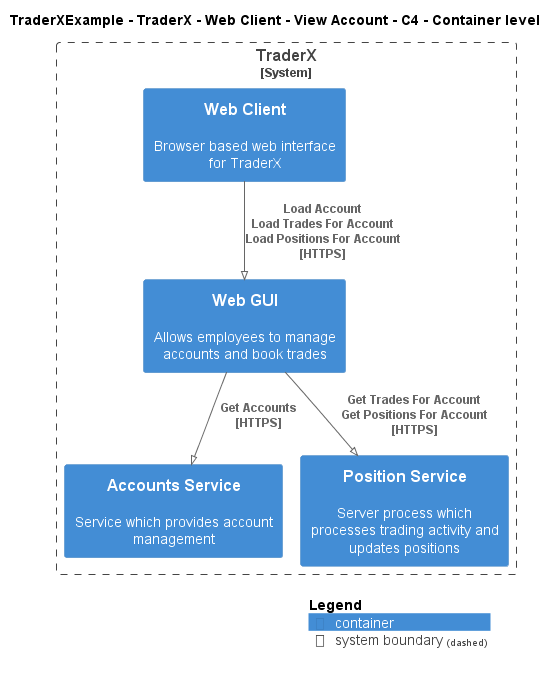 TraderXExample - TraderX - Web Client - View Account - C4 - Container level
TraderX
[System]
Web Client
Browser based web interface
for TraderX
Load Account
Load Trades For Account
Load Positions For Account
[HTTPS]
Web GUI
Allows employees to manage
accounts and book trades
Get Accounts
[HTTPS]
Get Trades For Account
Get Positions For Account
[HTTPS]
Accounts Service
Service which provides account
management
Position Service
Server process which
processes trading activity and
updates positions
Legend
container
system boundary (dashed)